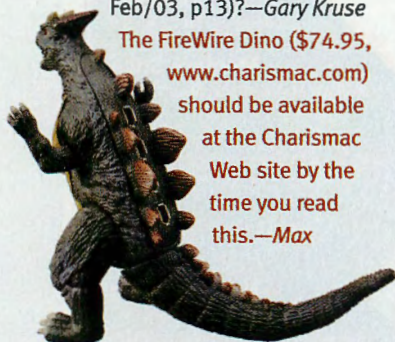 Feb/03, p13)?—Gary Kruse
The FireWire Dino ($74.95,
www.charismac.com)
should be available
at the Charismac
Web site by the
time you read
this.—Max